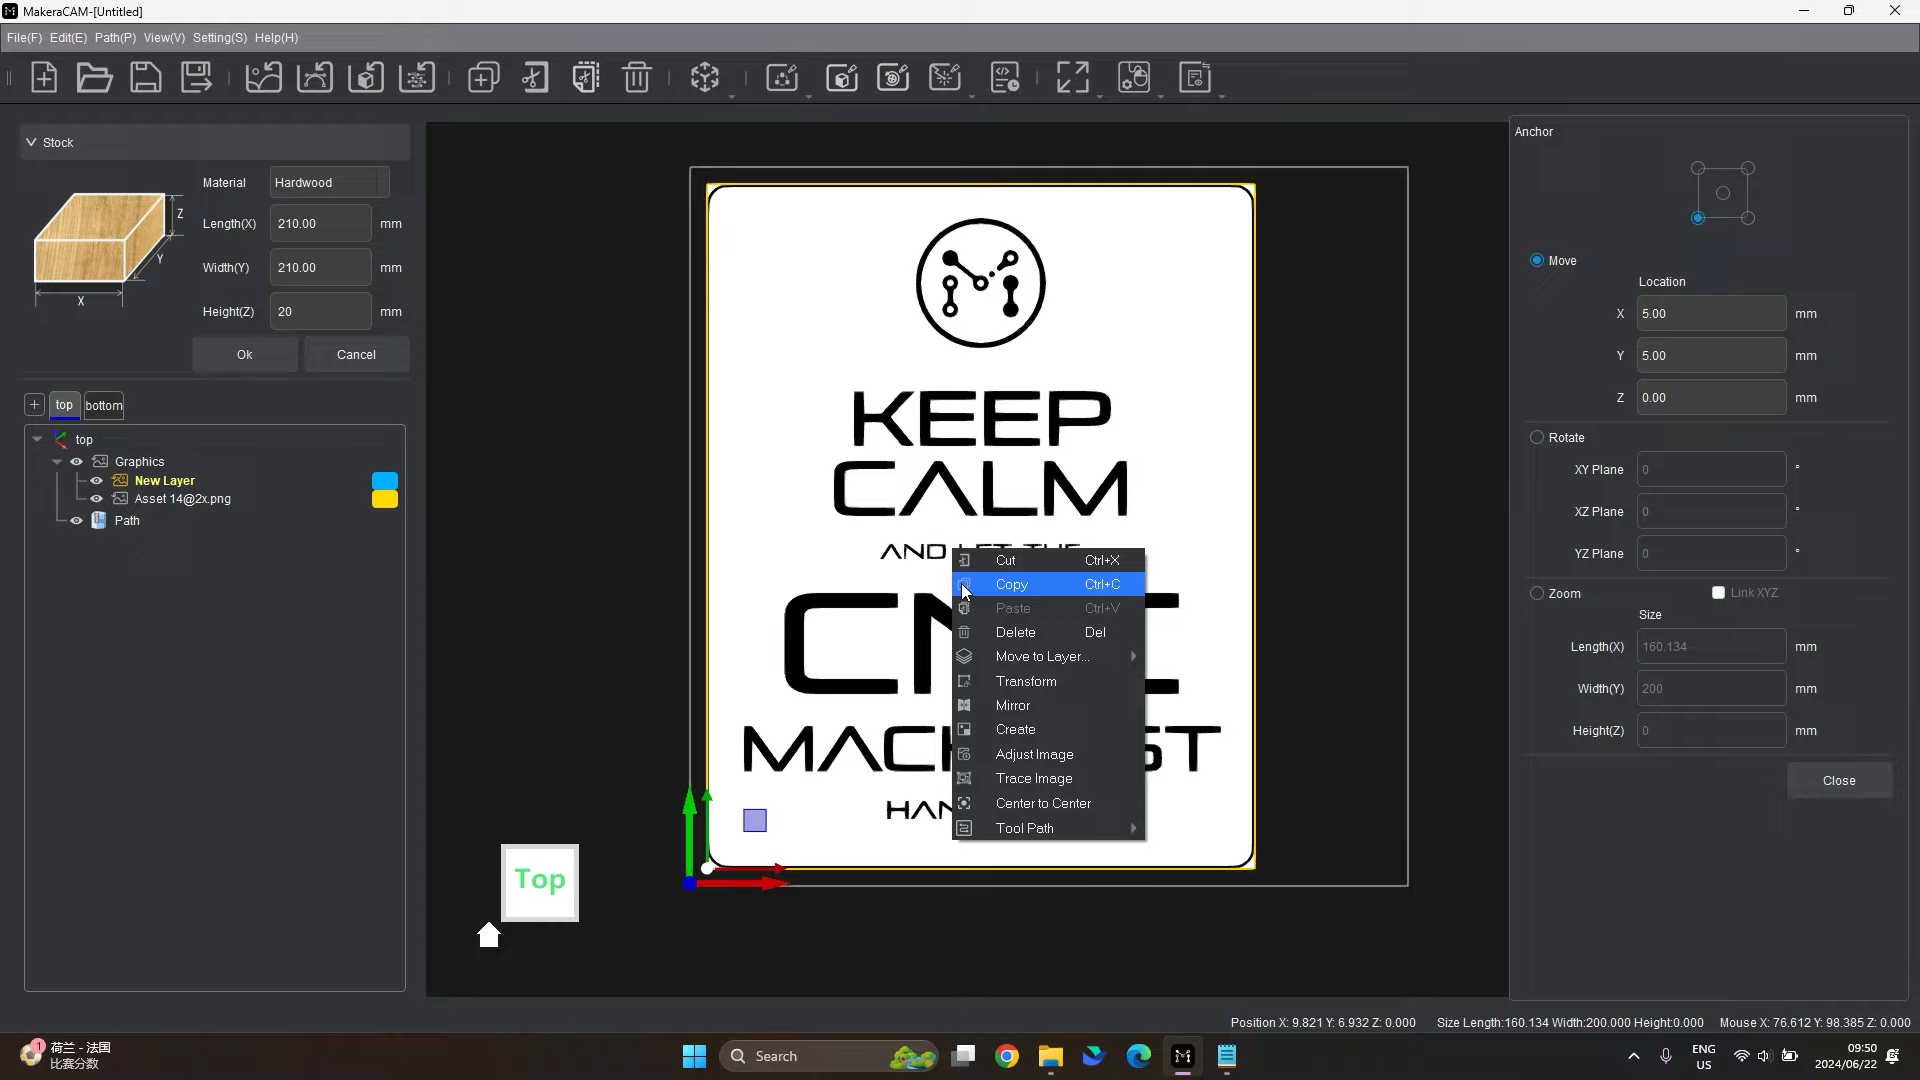 MakeraCAM-[Untitled]
File(F) Edit(E) Path(P) View(V) Setting(S) Help(H)
Stock
Material Hardwood
Length(X) 210.00 mm
Width(Y) 210.00 mm
Height(Z) 20 mm
Z
Y
X
Ok Cancel
+ top bottom
top
Graphics
New Layer
Asset 14@2x.png
Path
KEEP
CALM
AND LET THE
Cut Ctrl+X
Copy Ctrl+C
Paste Ctrl+V
Delete Del
Move to Layer...
Transform
Mirror
Create
Adjust Image
Trace Image
Center to Center
Tool Path
Top
Anchor
Move
Location
X 5.00 mm
Y 5.00 mm
Z 0.00 mm
Rotate
XY Plane 0 °
XZ Plane 0 °
YZ Plane 0 °
Zoom Link XYZ
Size
Length(X) 160.134 mm
Width(Y) 200 mm
Height(Z) 0 mm
Close
Position X: 9.821 Y: 6.932 Z: 0.000 Size Length:160.134 Width:200.000 Height:0.000 Mouse X: 76.612 Y: 98.385 Z: 0.000
1
荷兰 - 法国
比赛分数
Search
ENG
US
09:50
2024/06/22